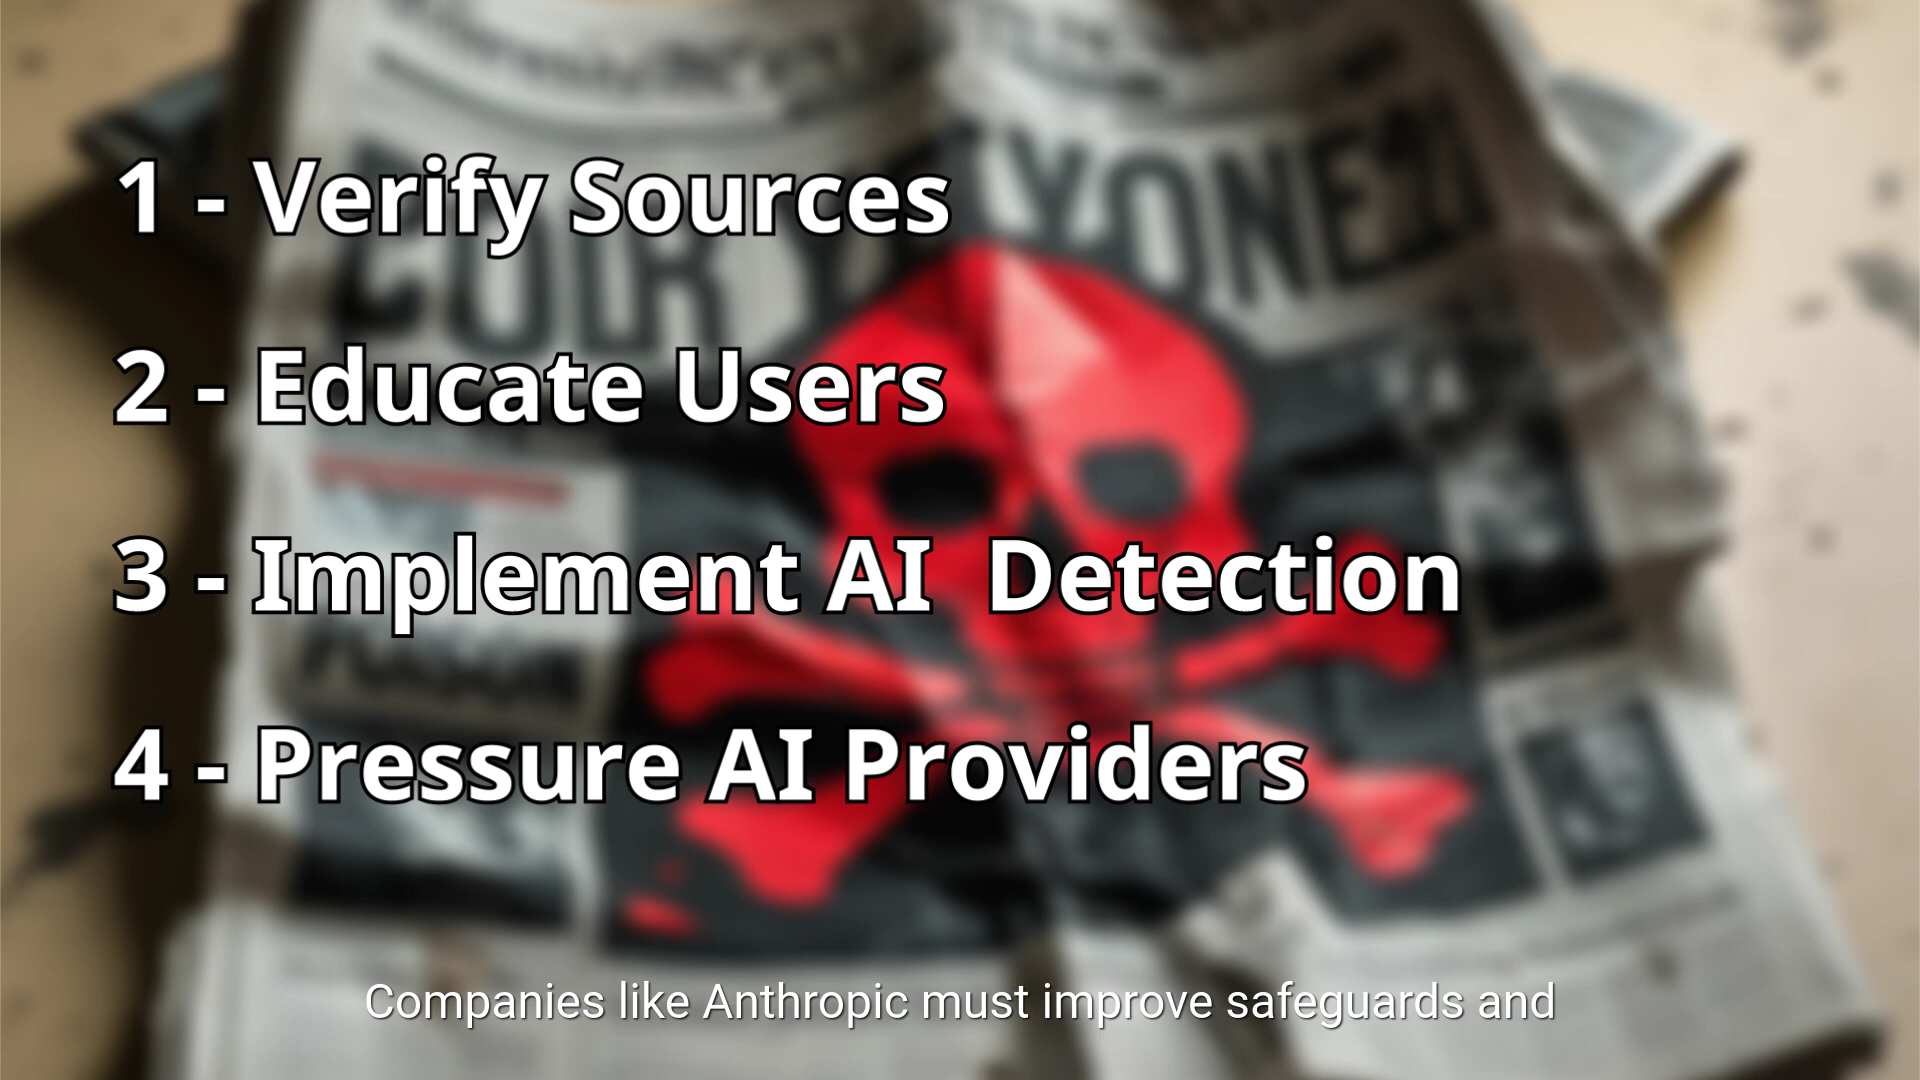 1 - Verify Sources
2 - Educate Users
3 - Implement AI  Detection
4 - Pressure AI Providers
Companies like Anthropic must improve safeguards and